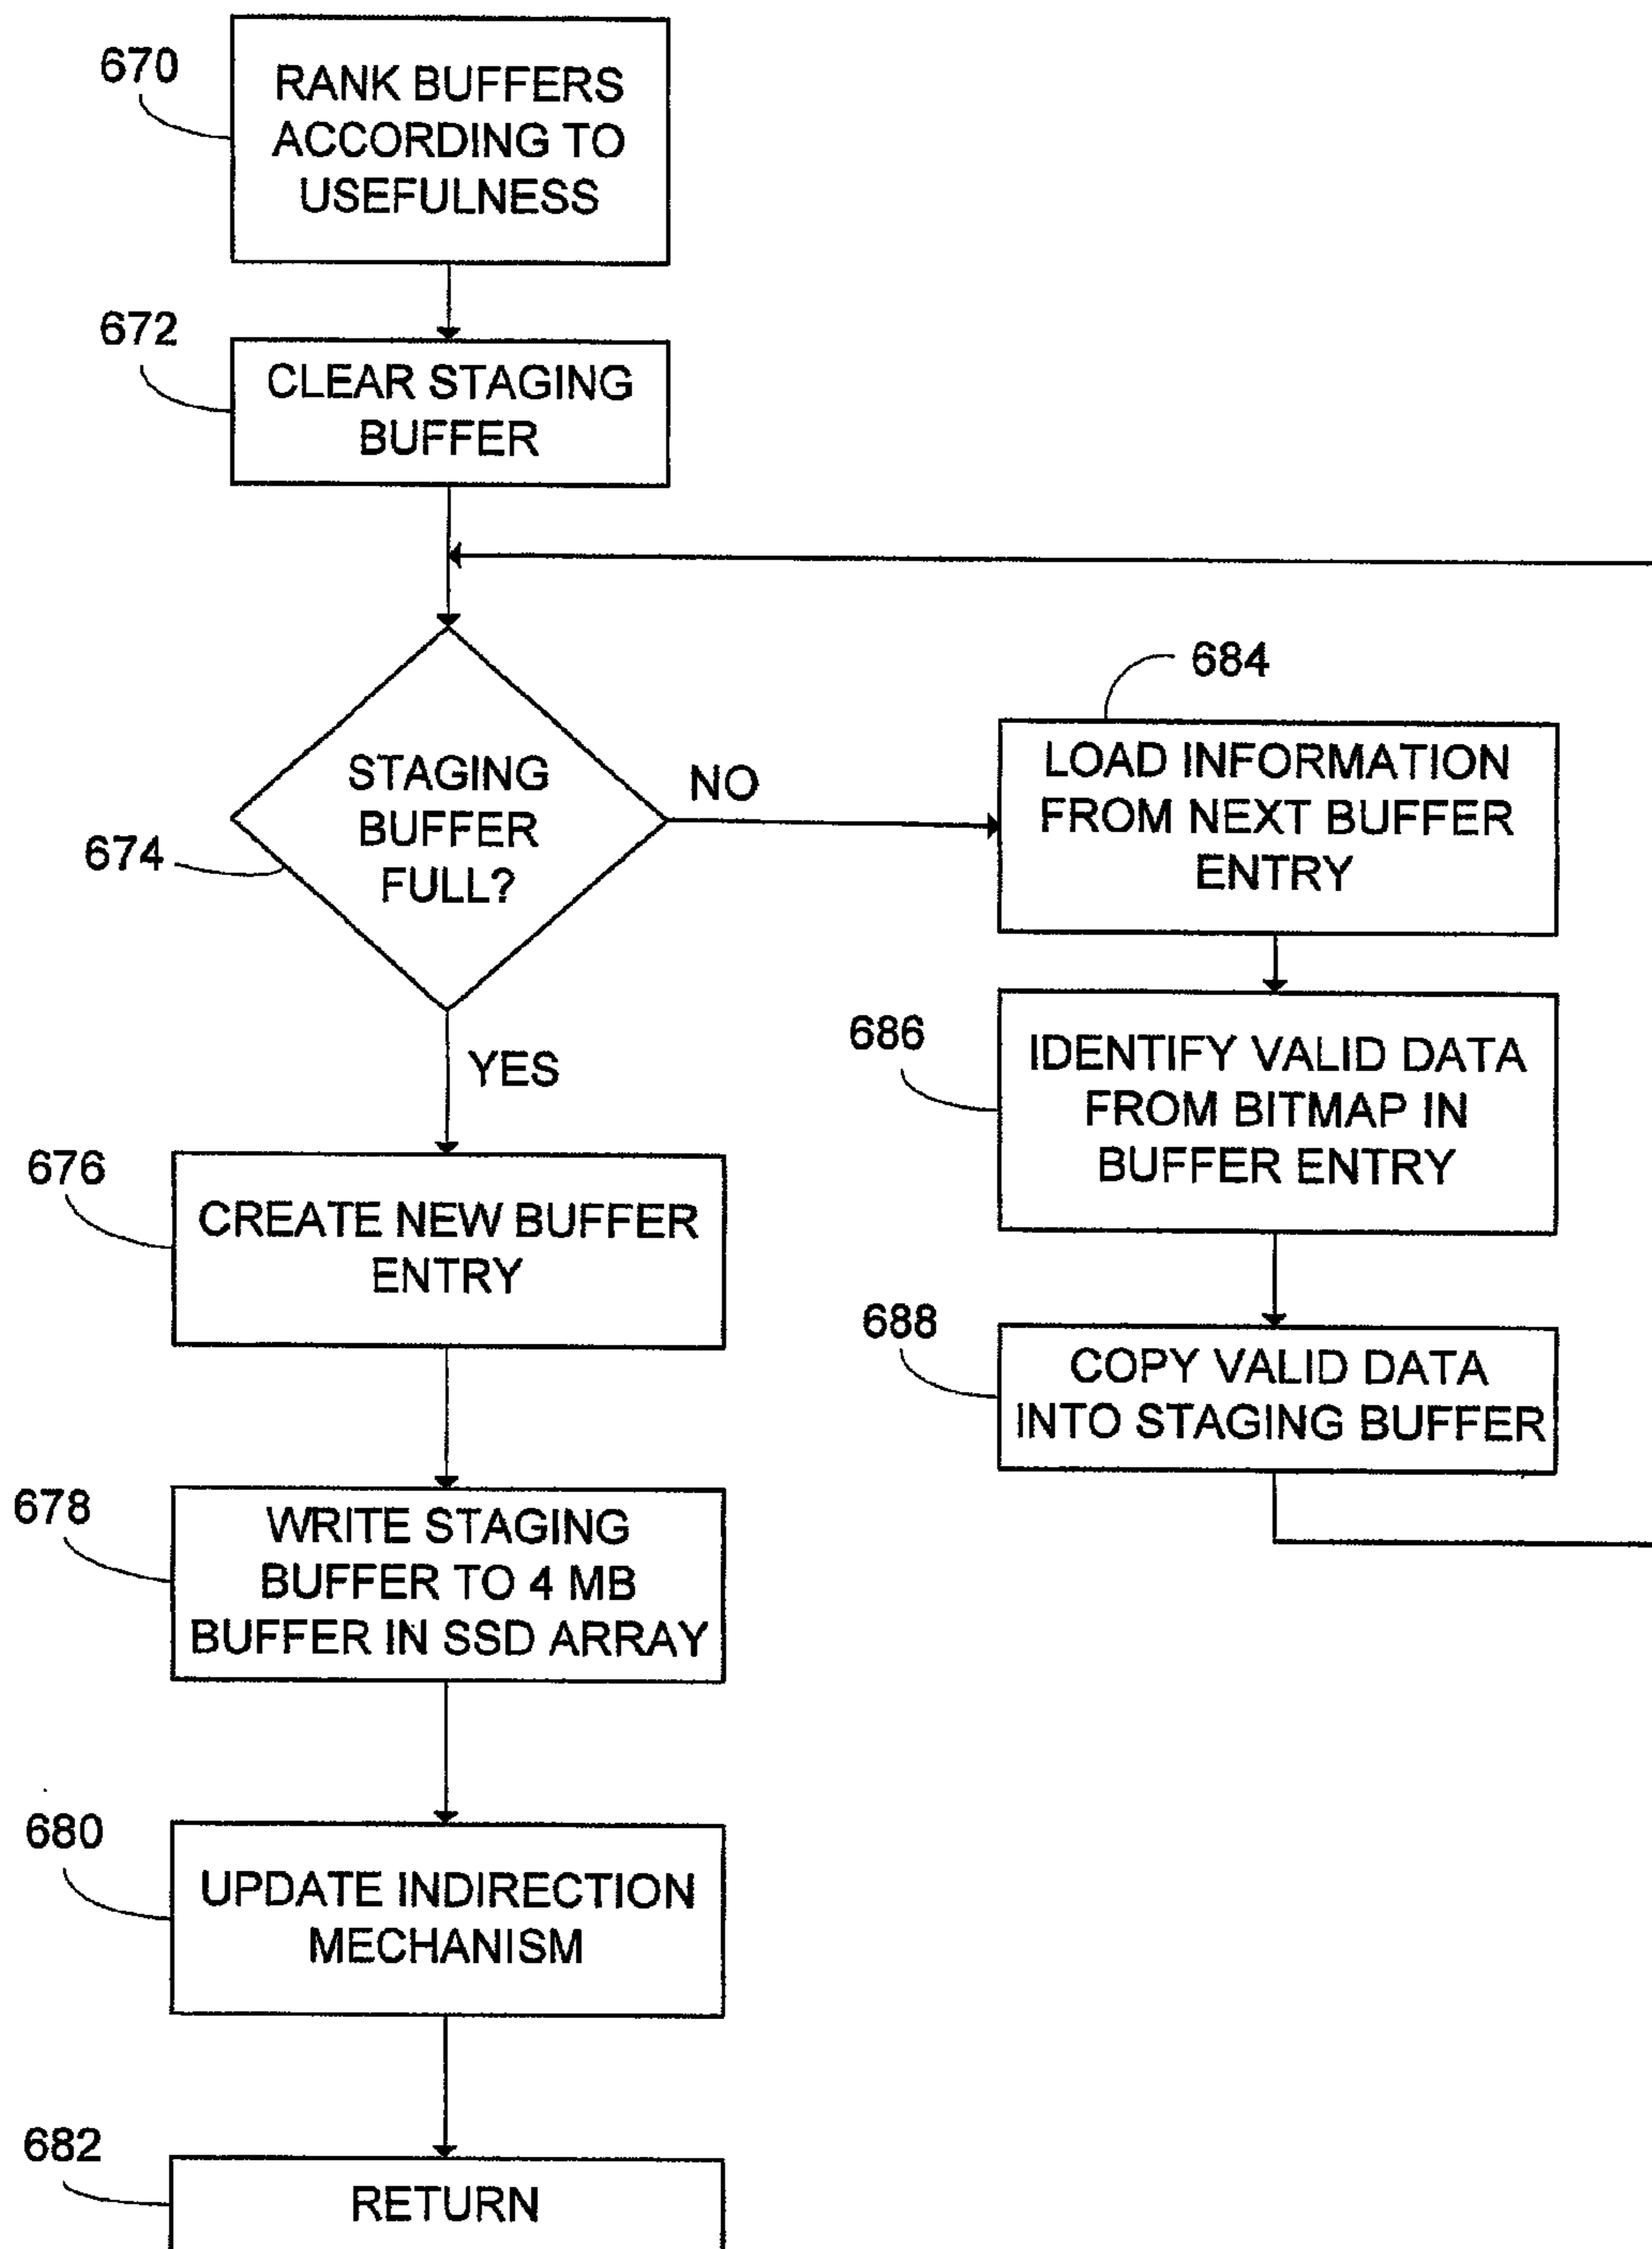 670
RANK BUFFERS
ACCORDING TO
USEFULNESS
672
CLEAR STAGING
BUFFER
674
STAGING
BUFFER
FULL?
NO
YES
684
LOAD INFORMATION
FROM NEXT BUFFER
ENTRY
686
IDENTIFY VALID DATA
FROM BITMAP IN
BUFFER ENTRY
688
COPY VALID DATA
INTO STAGING BUFFER
676
CREATE NEW BUFFER
ENTRY
678
WRITE STAGING
BUFFER TO 4 MB
BUFFER IN SSD ARRAY
680
UPDATE INDIRECTION
MECHANISM
682
RETURN